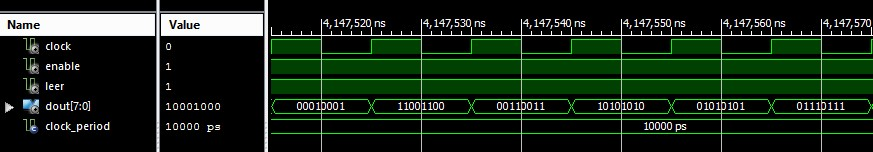 Name Value 4,147,520 ns 4,147,530 ns 4,147,540 ns 4,147,550 ns 4,147,560 ns 4,147,570
clock 0
enable 1
leer 1
dout[7:0] 10001000 00010001 11001100 00110011 10101010 01010101 01110111
clock_period 10000 ps 10000 ps